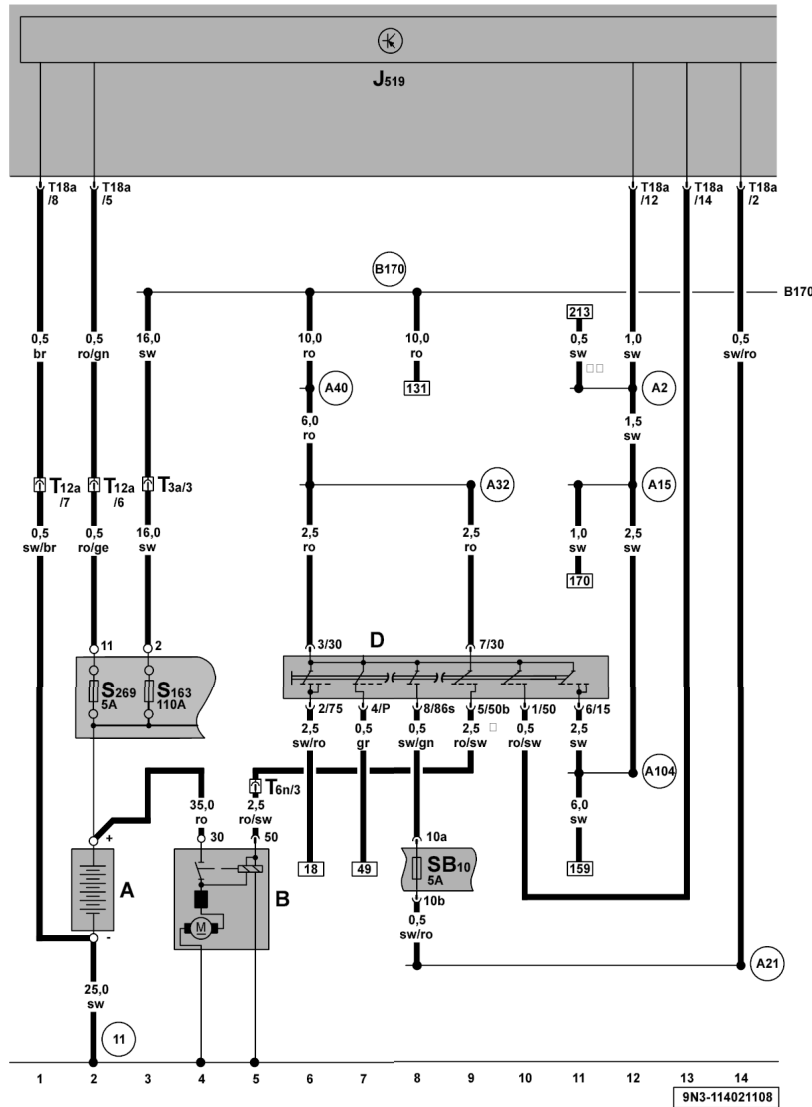 J519
T18a T18a T18a T18a T18a
/8 /5 /12 /14 /2
B170
B170
213
0,5 0,5 16,0 10,0 10,0 0,5 1,0 0,5
br ro/gn sw ro ro sw sw sw/ro
A40 131 A2
6,0 1,5
ro sw
T12a T12a T3a/3 A32 A15
/7 /6
0,5 0,5 16,0 2,5 2,5 1,0 2,5
sw/br ro/ge sw ro ro sw sw
170
11 2 3/30 D 7/30
S269 S163
5A 110A
2/75 4/P 8/86s 5/50b 1/50 6/15
2,5 0,5 0,5 2,5 0,5 2,5
sw/ro gr sw/gn ro/sw ro/sw sw
A104
T6n/3
35,0 2,5 6,0
ro ro/sw sw
+ 30 50 10a
18 49 159
SB10
5A
A B
M
10b
- 0,5
sw/ro
A21
25,0
sw
11
1 2 3 4 5 6 7 8 9 10 11 12 13 14
9N3-114021108